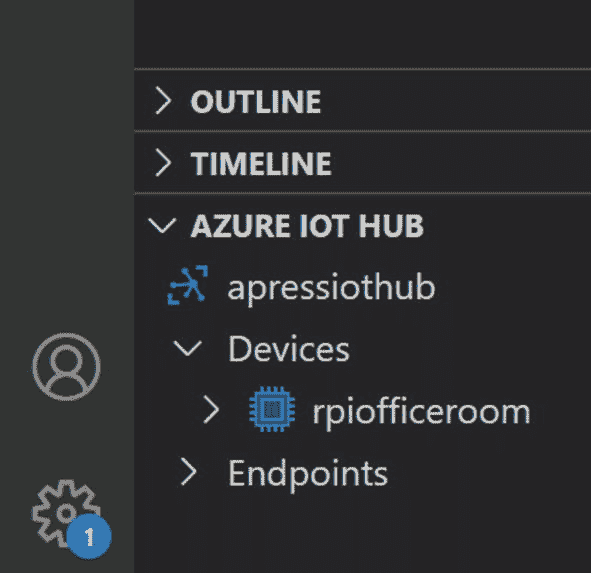 OUTLINE
TIMELINE
AZURE IOT HUB
apressiothub
Devices
rpiofficeroom
Endpoints
1